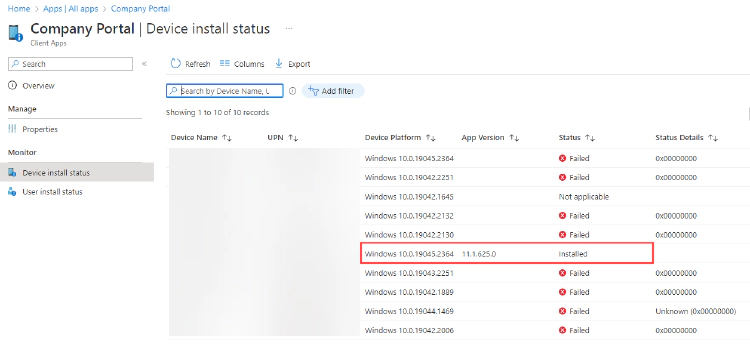 Home > Apps | All apps > Company Portal >
Company Portal | Device install status ...
Client Apps
Search «
Refresh Columns Export
Overview
Search by Device Name, U Add filter
Showing 1 to 10 of 10 records
Manage
Properties
Monitor
Device install status
User install status
Device Name ↑↓ UPN ↑↓ Device Platform ↑↓ App Version ↑↓ Status ↑↓ Status Details ↑↓
Windows 10.0.19045.2364 Failed 0x00000000
Windows 10.0.19042.2251 Failed 0x00000000
Windows 10.0.19042.1645 Not applicable
Windows 10.0.19042.2132 Failed 0x00000000
Windows 10.0.19042.2130 Failed 0x00000000
Windows 10.0.19045.2364 11.1.625.0 Installed
Windows 10.0.19043.2251 Failed 0x00000000
Windows 10.0.19042.1889 Failed 0x00000000
Windows 10.0.19044.1469 Failed Unknown (0x00000000)
Windows 10.0.19042.2006 Failed 0x00000000